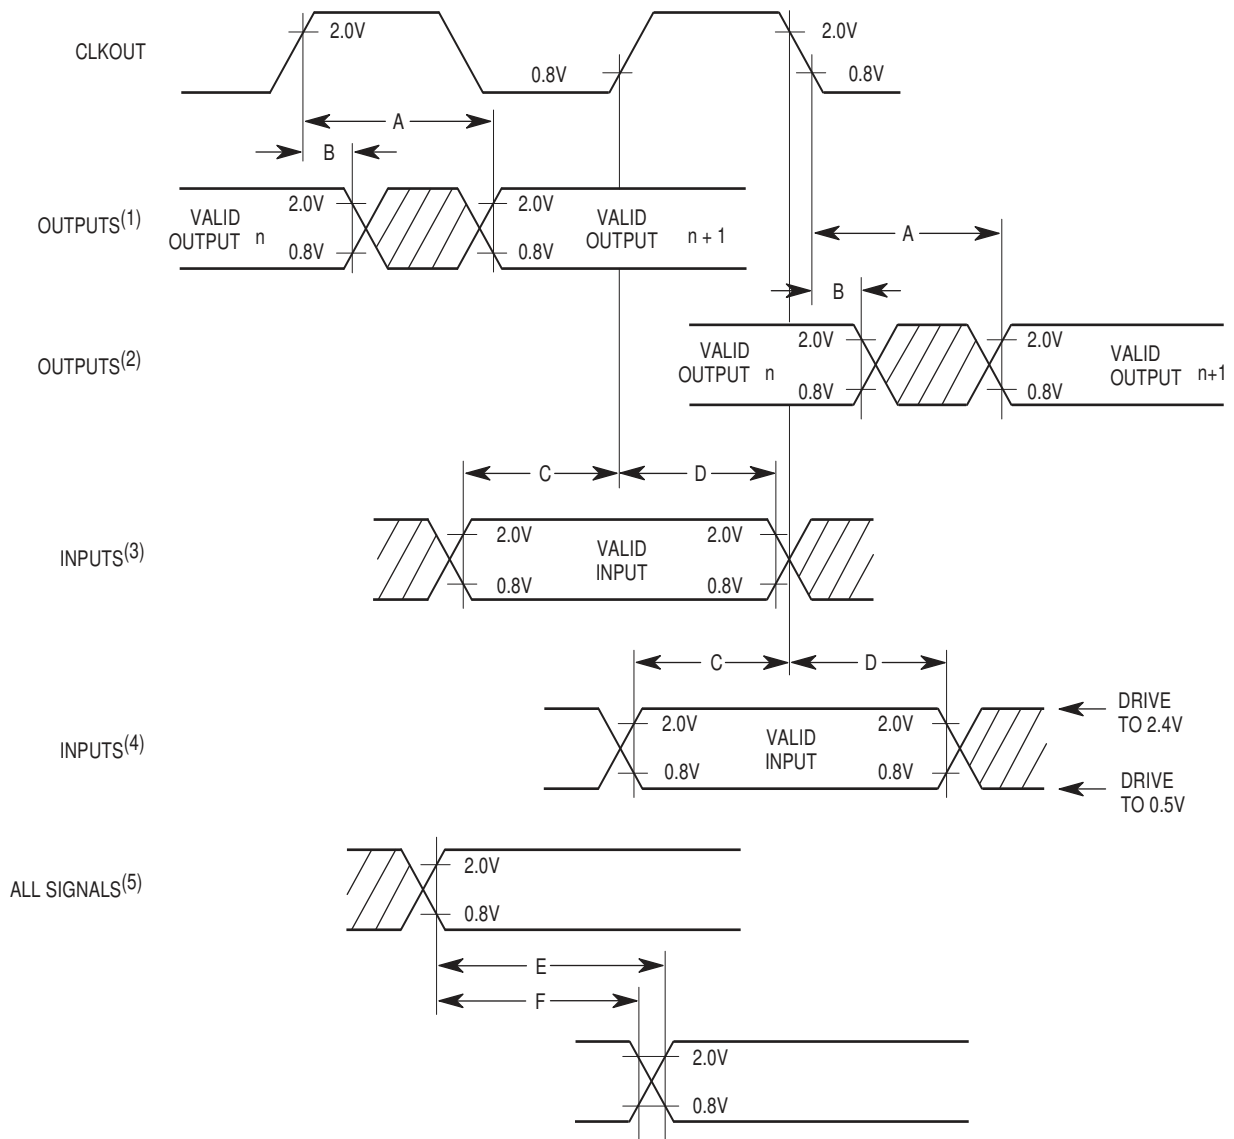 CLKOUT
2.0V
0.8V
2.0V
0.8V
A
B
OUTPUTS(1)
VALID
OUTPUT n
2.0V
0.8V
2.0V
0.8V
VALID
OUTPUT n + 1
A
B
OUTPUTS(2)
VALID
OUTPUT n
2.0V
0.8V
2.0V
0.8V
VALID
OUTPUT n+1
C
D
INPUTS(3)
2.0V
0.8V
VALID
INPUT
2.0V
0.8V
C
D
INPUTS(4)
2.0V
0.8V
VALID
INPUT
2.0V
0.8V
DRIVE
TO 2.4V
DRIVE
TO 0.5V
ALL SIGNALS(5)
2.0V
0.8V
E
F
2.0V
0.8V